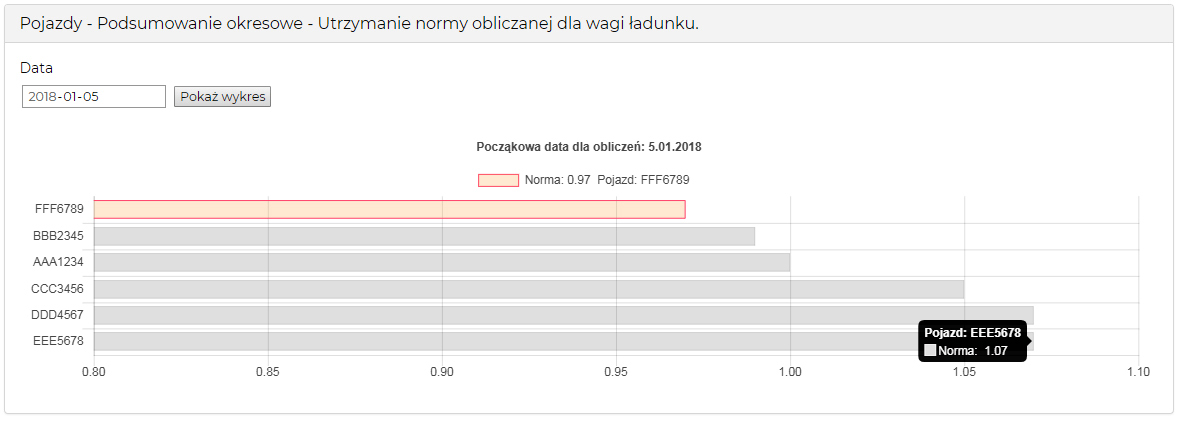 Pojazdy - Podsumowanie okresowe - Utrzymanie normy obliczanej dla wagi ładunku.
Data
2018-01-05 Pokaż wykres
Począkowa data dla obliczeń: 5.01.2018
Norma: 0.97 Pojazd: FFF6789
FFF6789
BBB2345
AAA1234
CCC3456
DDD4567
EEE5678
Pojazd: EEE5678
Norma: 1.07
0.80 0.85 0.90 0.95 1.00 1.05 1.10